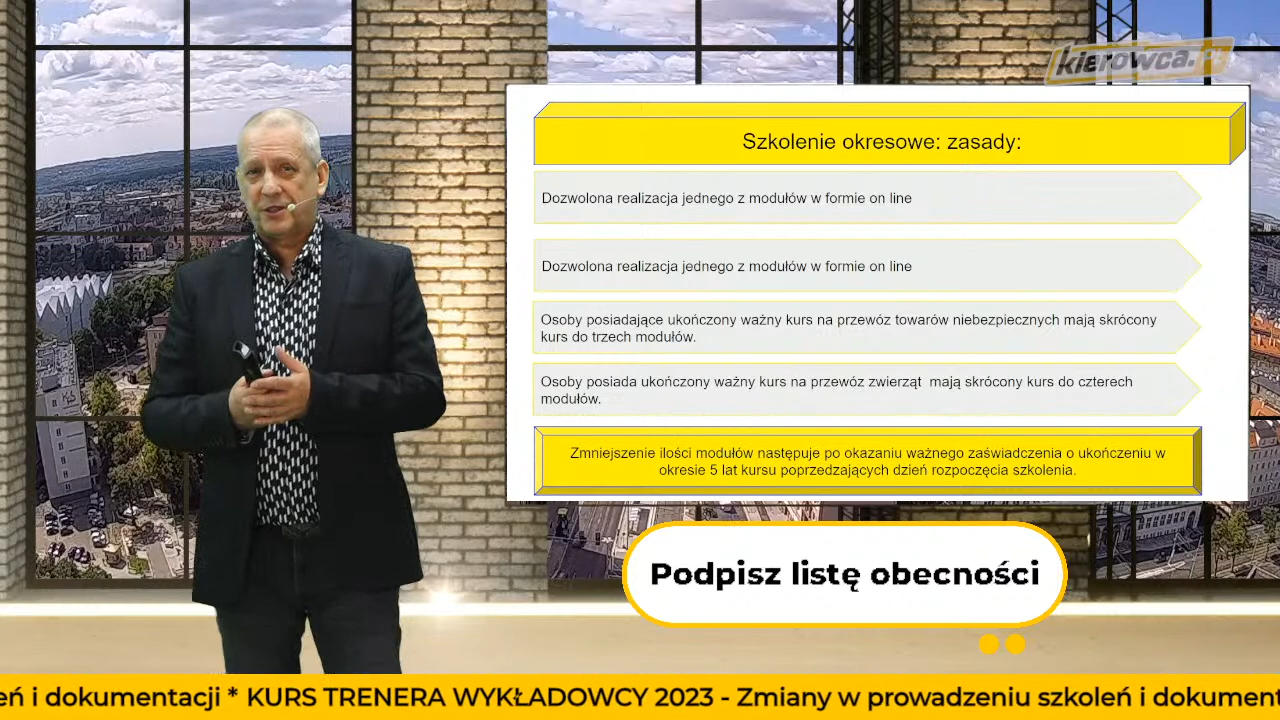 kierowca.pl
Szkolenie okresowe: zasady:
Dozwolona realizacja jednego z modułów w formie on line
Dozwolona realizacja jednego z modułów w formie on line
Osoby posiadające ukończony ważny kurs na przewóz towarów niebezpiecznych mają skrócony
kurs do trzech modułów.
Osoby posiada ukończony ważny kurs na przewóz zwierząt mają skrócony kurs do czterech
modułów.
Zmniejszenie ilości modułów następuje po okazaniu ważnego zaświadczenia o ukończeniu w
okresie 5 lat kursu poprzedzających dzień rozpoczęcia szkolenia.
Podpisz listę obecności
eń i dokumentacji * KURS TRENERA WYKŁADOWCY 2023 - Zmiany w prowadzeniu szkoleń i dokument